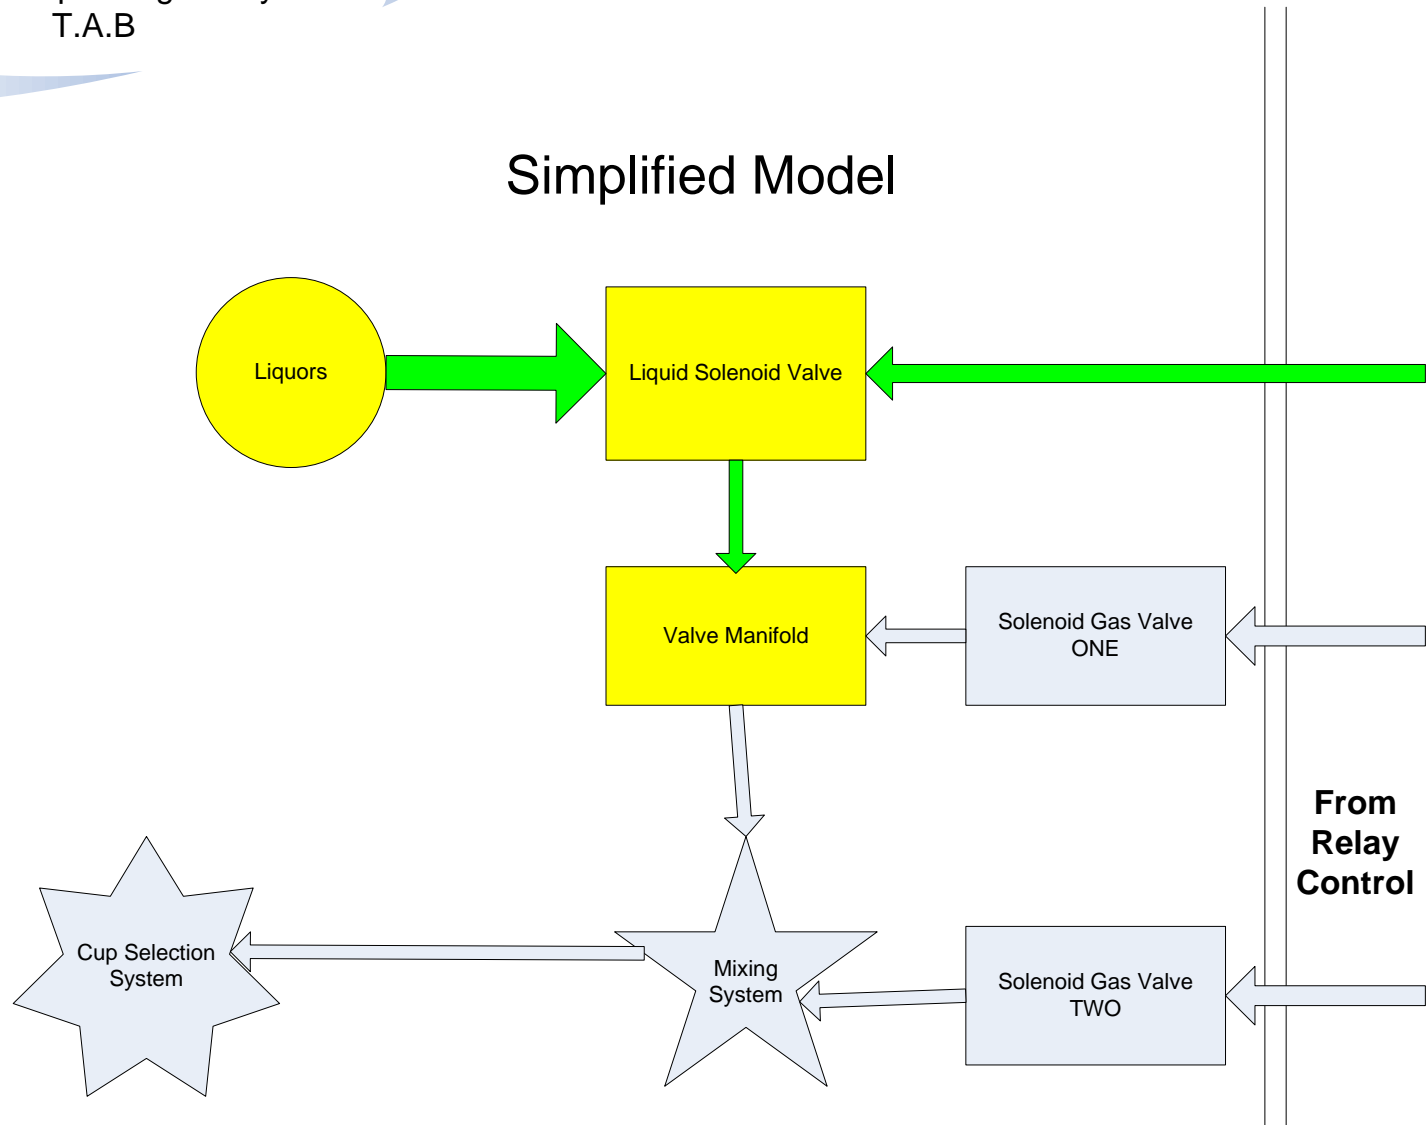 T.A.B
Simplified Model
Liquors
Liquid Solenoid Valve
Valve Manifold
Solenoid Gas Valve
ONE
From
Relay
Control
Cup Selection
System
Mixing
System
Solenoid Gas Valve
TWO